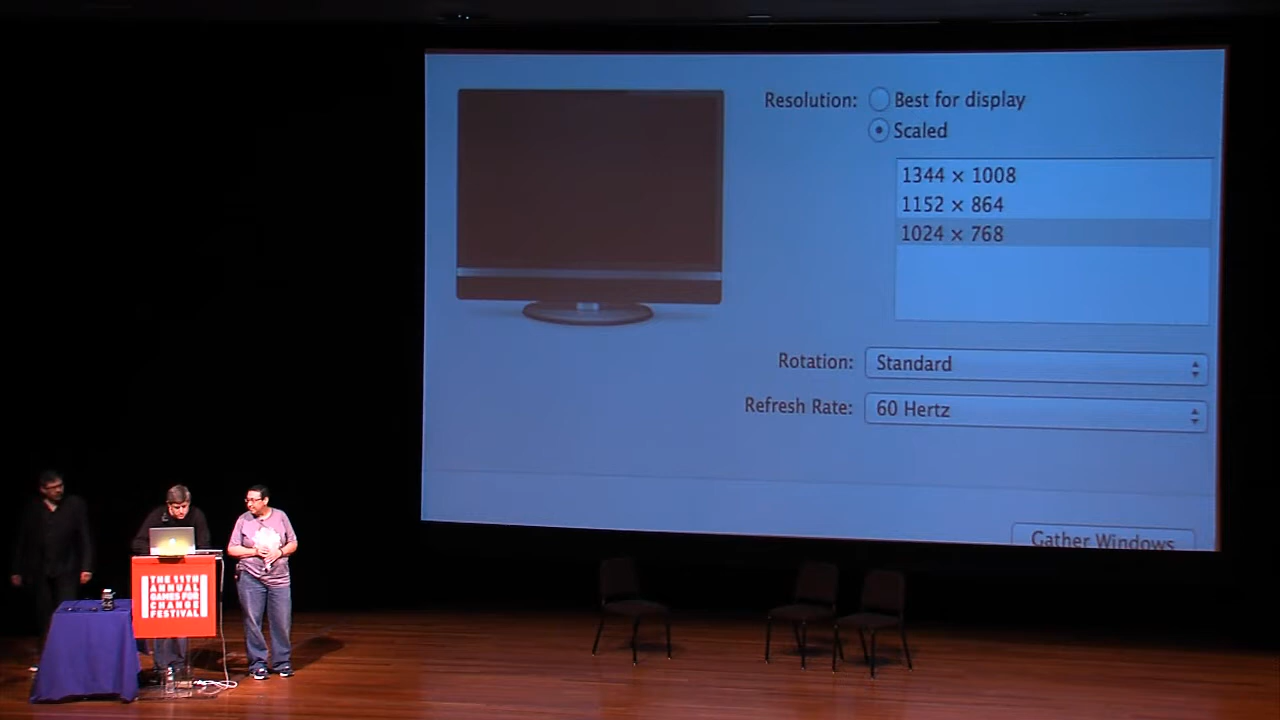 Resolution: Best for display
Scaled
1344 × 1008
1152 × 864
1024 × 768
Rotation: Standard
Refresh Rate: 60 Hertz
Gather Windows
THE 11TH
ANNUAL
GAMES FOR
CHANGE
FESTIVAL